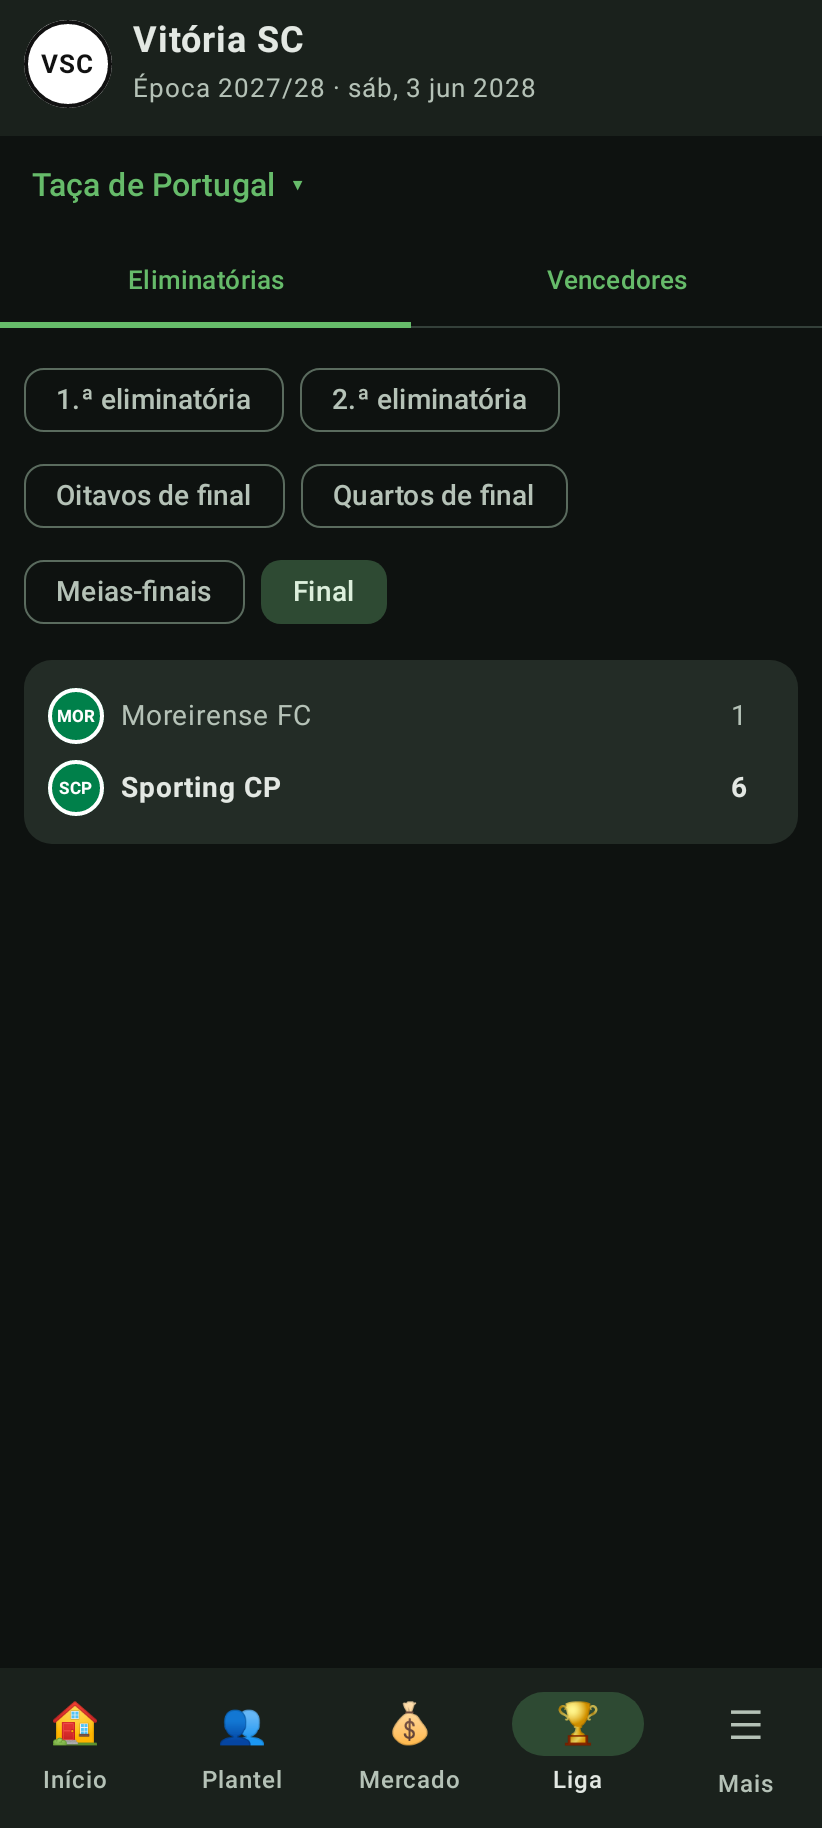 VSC
Vitória SC
Época 2027/28 · sáb, 3 jun 2028
Taça de Portugal ▾
Eliminatórias
Vencedores
1.ª eliminatória
2.ª eliminatória
Oitavos de final
Quartos de final
Meias-finais
Final
MOR Moreirense FC 1
SCP Sporting CP 6
Início
Plantel
Mercado
Liga
Mais